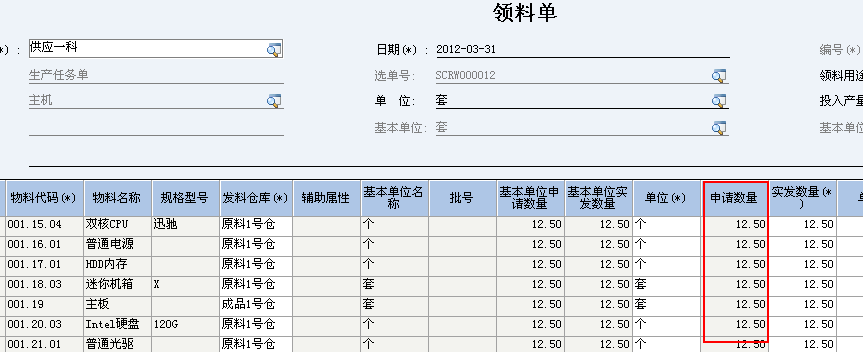 领料单
*) : 供应一科 日期(*) : 2012-03-31 编号(*)
生产任务单 选单号: SCRW000012 领料用途
主机 单 位: 套 投入产量
基本单位: 套 基本单位
物料代码(*) 物料名称 规格型号 发料仓库(*) 辅助属性 基本单位名称 批号 基本单位申请数量 基本单位实发数量 单位(*) 申请数量 实发数量(*)
001.15.04 双核CPU 迅驰 原料1号仓 个 12.50 12.50 个 12.50 12.50
001.16.01 普通电源 原料1号仓 个 12.50 12.50 个 12.50 12.50
001.17.01 HDD内存 原料1号仓 个 12.50 12.50 个 12.50 12.50
001.18.03 迷你机箱 X 原料1号仓 套 12.50 12.50 套 12.50 12.50
001.19 主板 成品1号仓 套 12.50 12.50 套 12.50 12.50
001.20.03 Intel硬盘 120G 原料1号仓 个 12.50 12.50 个 12.50 12.50
001.21.01 普通光驱 原料1号仓 个 12.50 12.50 个 12.50 12.50